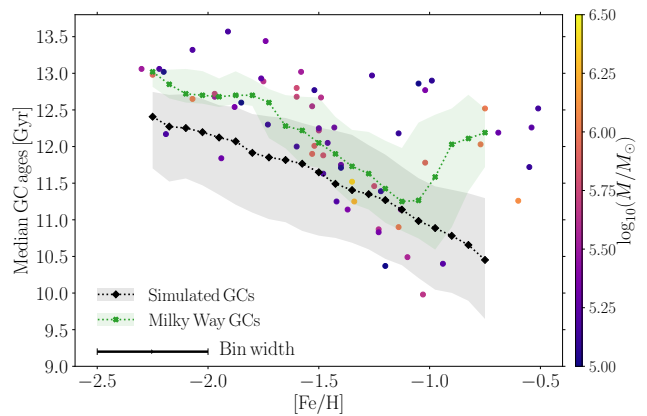 13.5
13.0
12.5
12.0
11.5
11.0
10.5
10.0
9.5
9.0
Median GC ages [Gyr]
Simulated GCs
Milky Way GCs
Bin width
−2.5 −2.0 −1.5 −1.0 −0.5
[Fe/H]
6.50
6.25
6.00
5.75
5.50
5.25
5.00
log₁₀(M/M⊙)